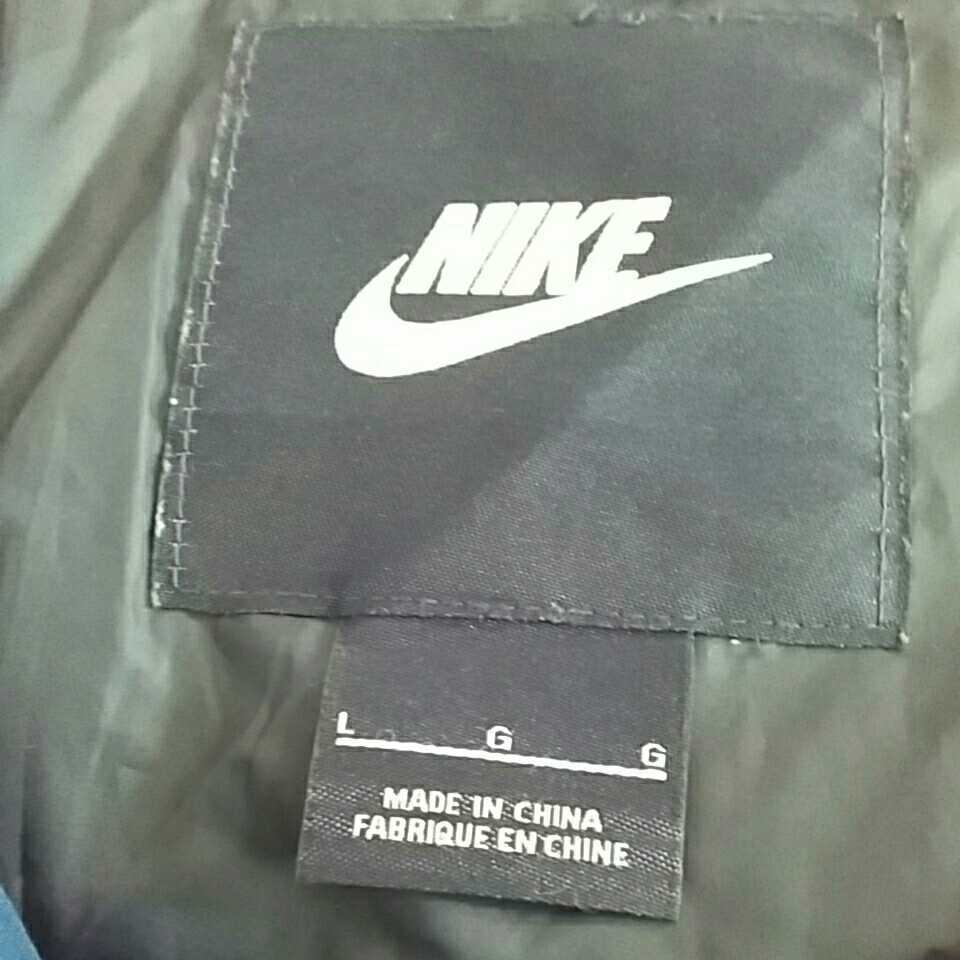 NIKE
L G G
MADE IN CHINA
FABRIQUE EN CHINE